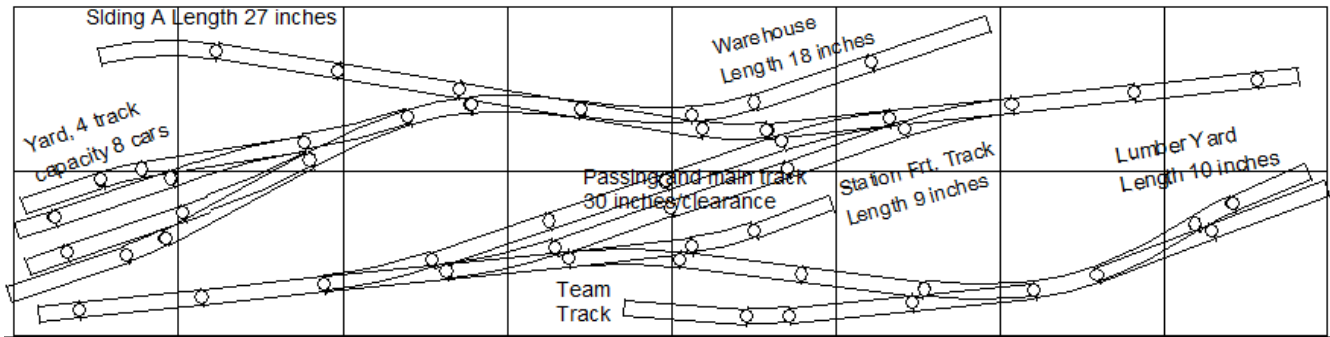 Siding A Length 27 inches
Warehouse
Length 18 inches
Yard, 4 track
capacity 8 cars
Passing and main track
30 inches/clearance
Station Frt. Track
Length 9 inches
Lumber Yard
Length 10 inches
Team
Track